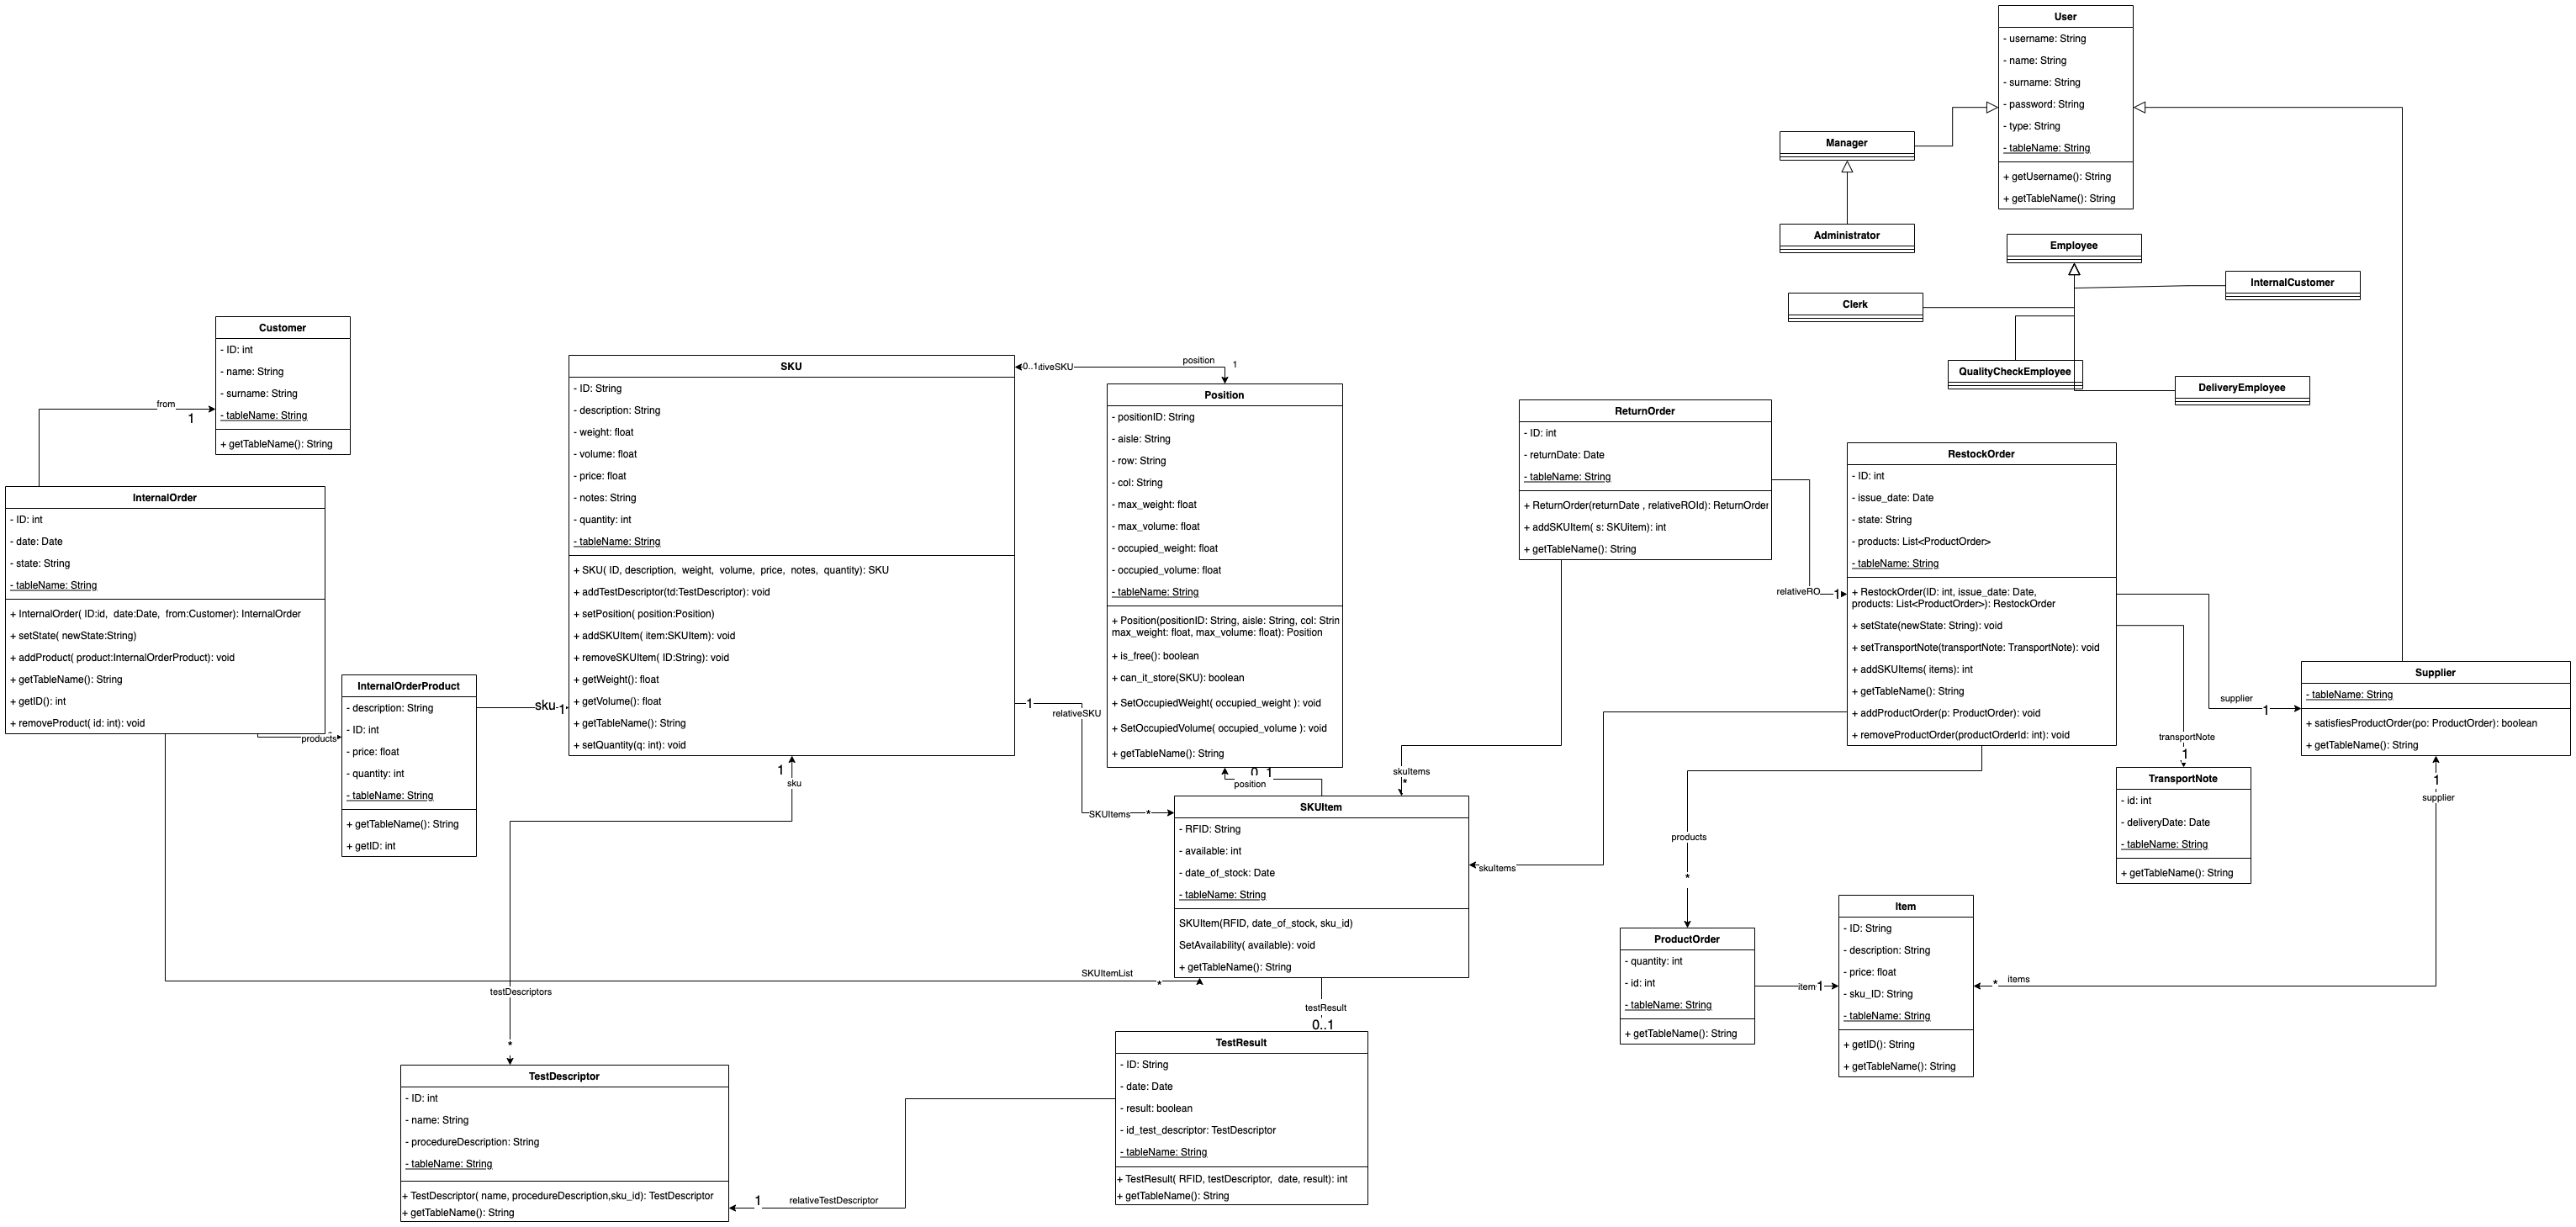 User
- username: String
- name: String
- surname: String
- password: String
- type: String
- tableName: String
+ getUsername(): String
+ getTableName(): String
Manager
Administrator
Employee
InternalCustomer
Clerk
QualityCheckEmployee
DeliveryEmployee
Customer
- ID: int
- name: String
- surname: String
- tableName: String
+ getTableName(): String
from
1
InternalOrder
- ID: int
- date: Date
- state: String
- tableName: String
+ InternalOrder( ID:id, date:Date, from:Customer): InternalOrder
+ setState( newState:String)
+ addProduct( product:InternalOrderProduct): void
+ getTableName(): String
+ getID(): int
+ removeProduct( id: int): void
products
InternalOrderProduct
- description: String
- ID: int
- price: float
- quantity: int
- tableName: String
+ getTableName(): String
+ getID: int
sku
1
SKU
- ID: String
- description: String
- weight: float
- volume: float
- price: float
- notes: String
- quantity: int
- tableName: String
+ SKU( ID, description, weight, volume, price, notes, quantity): SKU
+ addTestDescriptor(td:TestDescriptor): void
+ setPosition( position:Position)
+ addSKUItem( item:SKUItem): void
+ removeSKUItem( ID:String): void
+ getWeight(): float
+ getVolume(): float
+ getTableName(): String
+ setQuantity(q: int): void
0..1
tiveSKU
position
1
Position
- positionID: String
- aisle: String
- row: String
- col: String
- max_weight: float
- max_volume: float
- occupied_weight: float
- occupied_volume: float
- tableName: String
+ Position(positionID: String, aisle: String, col: Strin
max_weight: float, max_volume: float): Position
+ is_free(): boolean
+ can_it_store(SKU): boolean
+ SetOccupiedWeight( occupied_weight ): void
+ SetOccupiedVolume( occupied_volume ): void
+ getTableName(): String
1
relativeSKU
SKUItems
*
0 1
position
1
sku
SKUItem
- RFID: String
- available: int
- date_of_stock: Date
- tableName: String
SKUItem(RFID, date_of_stock, sku_id)
SetAvailability( available): void
+ getTableName(): String
SKUItemList
*
testResult
0..1
testDescriptors
*
TestDescriptor
- ID: int
- name: String
- procedureDescription: String
- tableName: String
+ TestDescriptor( name, procedureDescription,sku_id): TestDescriptor
+ getTableName(): String
1
relativeTestDescriptor
TestResult
- ID: String
- date: Date
- result: boolean
- id_test_descriptor: TestDescriptor
- tableName: String
+ TestResult( RFID, testDescriptor, date, result): int
+ getTableName(): String
ReturnOrder
- ID: int
- returnDate: Date
- tableName: String
+ ReturnOrder(returnDate , relativeROId): ReturnOrder
+ addSKUItem( s: SKUitem): int
+ getTableName(): String
relativeRO
1
skuItems
*
skuItems
RestockOrder
- ID: int
- issue_date: Date
- state: String
- products: List<ProductOrder>
- tableName: String
+ RestockOrder(ID: int, issue_date: Date,
products: List<ProductOrder>): RestockOrder
+ setState(newState: String): void
+ setTransportNote(transportNote: TransportNote): void
+ addSKUItems( items): int
+ getTableName(): String
+ addProductOrder(p: ProductOrder): void
+ removeProductOrder(productOrderId: int): void
supplier
1
transportNote
1
TransportNote
- id: int
- deliveryDate: Date
- tableName: String
+ getTableName(): String
Supplier
- tableName: String
+ satisfiesProductOrder(po: ProductOrder): boolean
+ getTableName(): String
1
supplier
products
*
ProductOrder
- quantity: int
- id: int
- tableName: String
+ getTableName(): String
item
1
Item
- ID: String
- description: String
- price: float
- sku_ID: String
- tableName: String
+ getID(): String
+ getTableName(): String
*
items